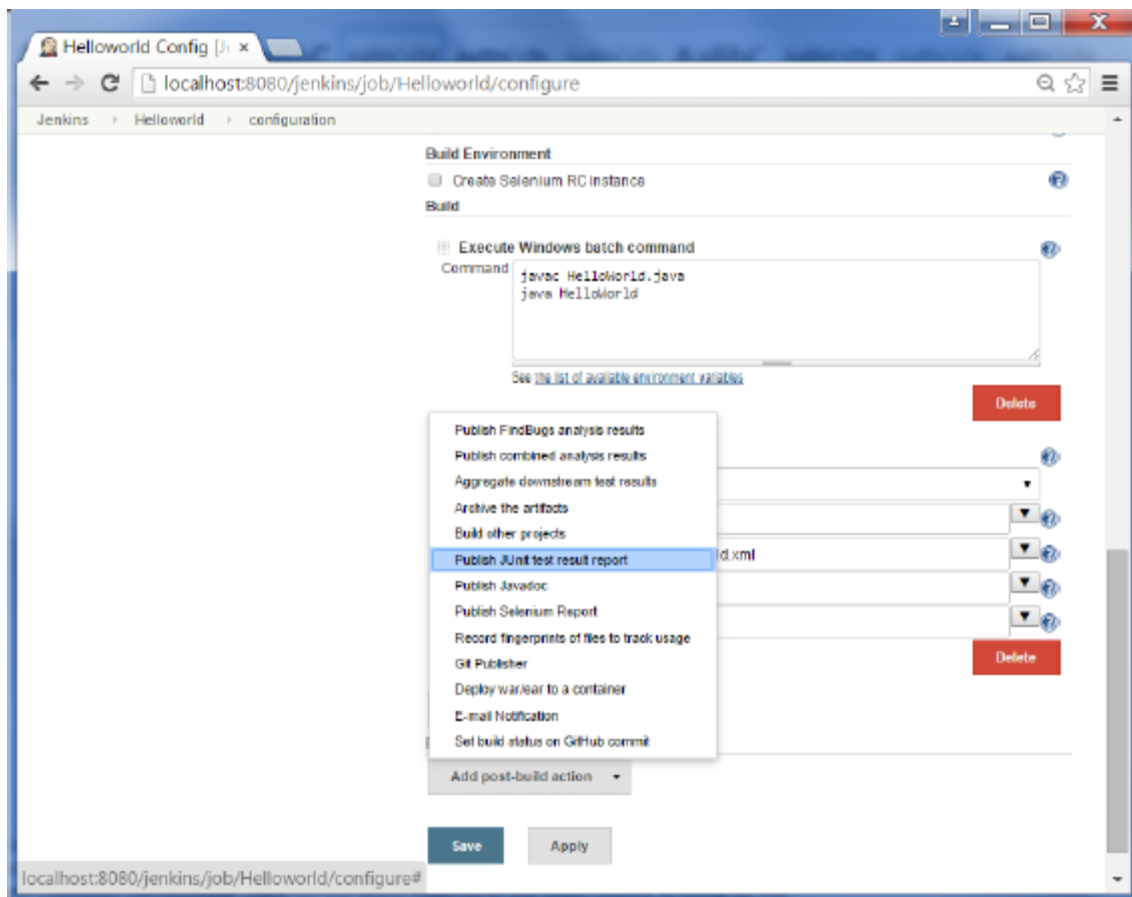 Helloworld Config [J
localhost:8080/jenkins/job/Helloworld/configure
Jenkins Helloworld configuration
Build Environment
Create Selenium RC instance
Build
Execute Windows batch command
Command
javac HelloWorld.java
java HelloWorld
See the list of available environment variables
Delete
Publish FindBugs analysis results
Publish combined analysis results
Aggregate downstream test results
Archive the artifacts
Build other projects
Publish JUnit test result report
ld.xml
Publish Javadoc
Publish Selenium Report
Record fingerprints of files to track usage
Git Publisher
Delete
Deploy war/ear to a container
E-mail Notification
Set build status on GitHub commit
Add post-build action
Save Apply
localhost:8080/jenkins/job/Helloworld/configure#